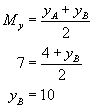 M_y = (y_A + y_B)/2
7 = (4 + y_B)/2
y_B = 10